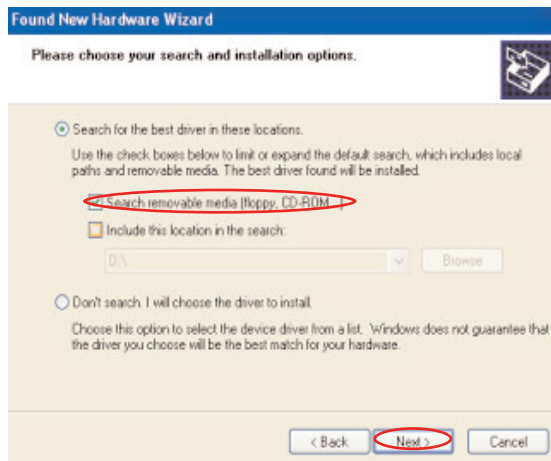 Found New Hardware Wizard
Please choose your search and installation options.
Search for the best driver in these locations.
Use the check boxes below to limit or expand the default search, which includes local
paths and removable media. The best driver found will be installed.
Search removable media (floppy, CD-ROM...)
Include this location in the search:
D:\
Browse
Don't search. I will choose the driver to install.
Choose this option to select the device driver from a list. Windows does not guarantee that
the driver you choose will be the best match for your hardware.
< Back
Next >
Cancel